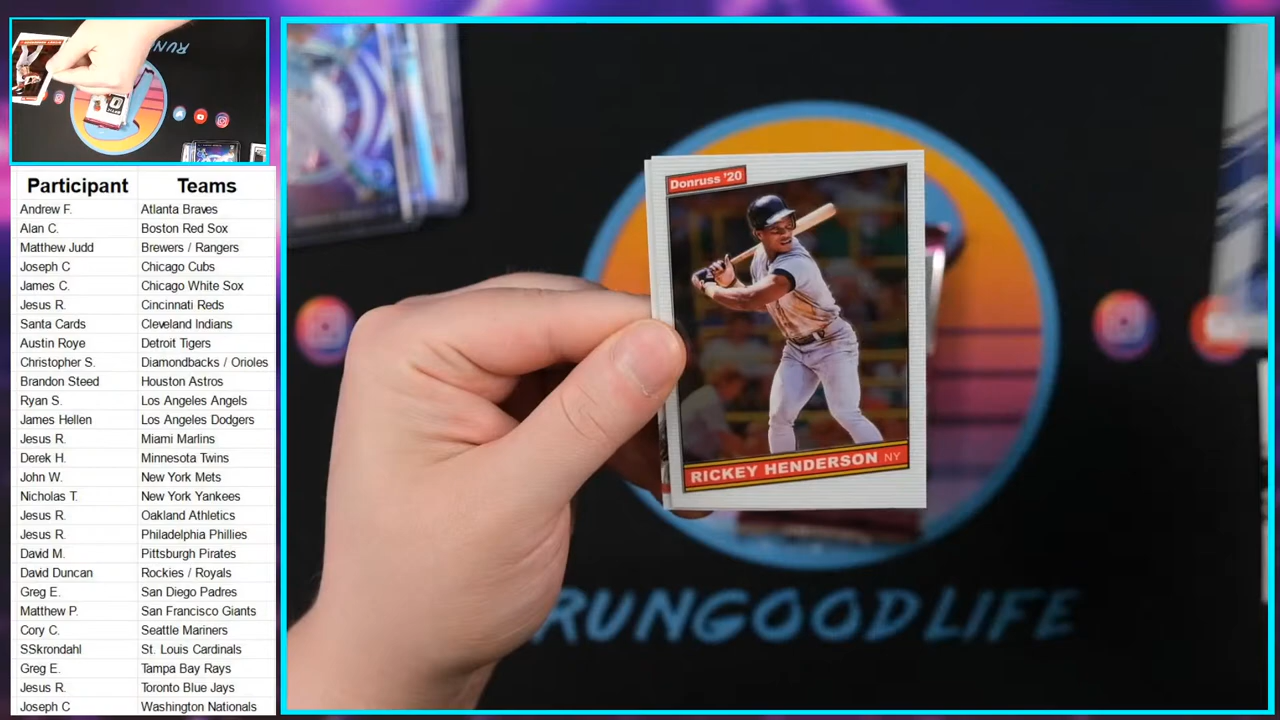 RUN
Participant Teams
Andrew F. Atlanta Braves
Alan C. Boston Red Sox
Matthew Judd Brewers / Rangers
Joseph C Chicago Cubs
James C. Chicago White Sox
Jesus R. Cincinnati Reds
Santa Cards Cleveland Indians
Austin Roye Detroit Tigers
Christopher S. Diamondbacks / Orioles
Brandon Steed Houston Astros
Ryan S. Los Angeles Angels
James Hellen Los Angeles Dodgers
Jesus R. Miami Marlins
Derek H. Minnesota Twins
John W. New York Mets
Nicholas T. New York Yankees
Jesus R. Oakland Athletics
Jesus R. Philadelphia Phillies
David M. Pittsburgh Pirates
David Duncan Rockies / Royals
Greg E. San Diego Padres
Matthew P. San Francisco Giants
Cory C. Seattle Mariners
SSkrondahl St. Louis Cardinals
Greg E. Tampa Bay Rays
Jesus R. Toronto Blue Jays
Joseph C Washington Nationals
Donruss '20
RICKEY HENDERSON NY
RUNGOODLIFE